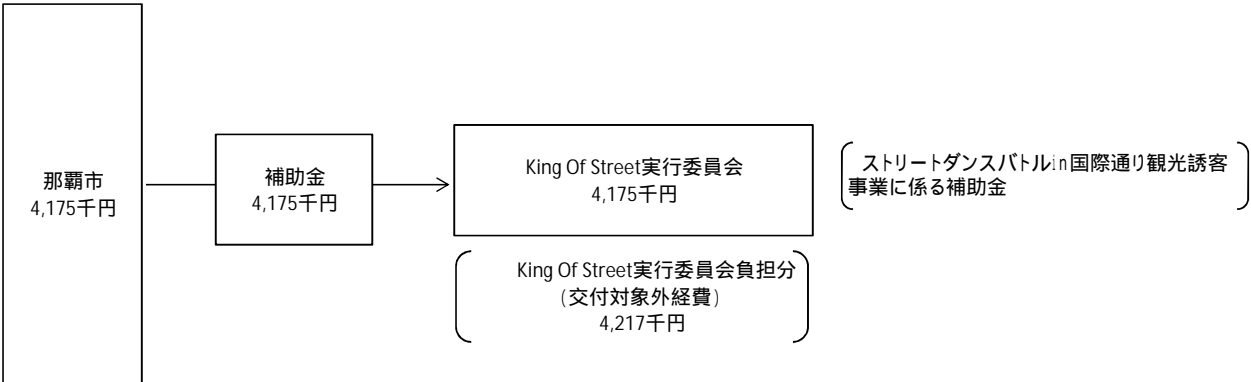 那覇市
4,175千円
補助金
4,175千円
King Of Street実行委員会
4,175千円
ストリートダンスバトルin国際通り観光誘客
事業に係る補助金
King Of Street実行委員会負担分
(交付対象外経費)
4,217千円